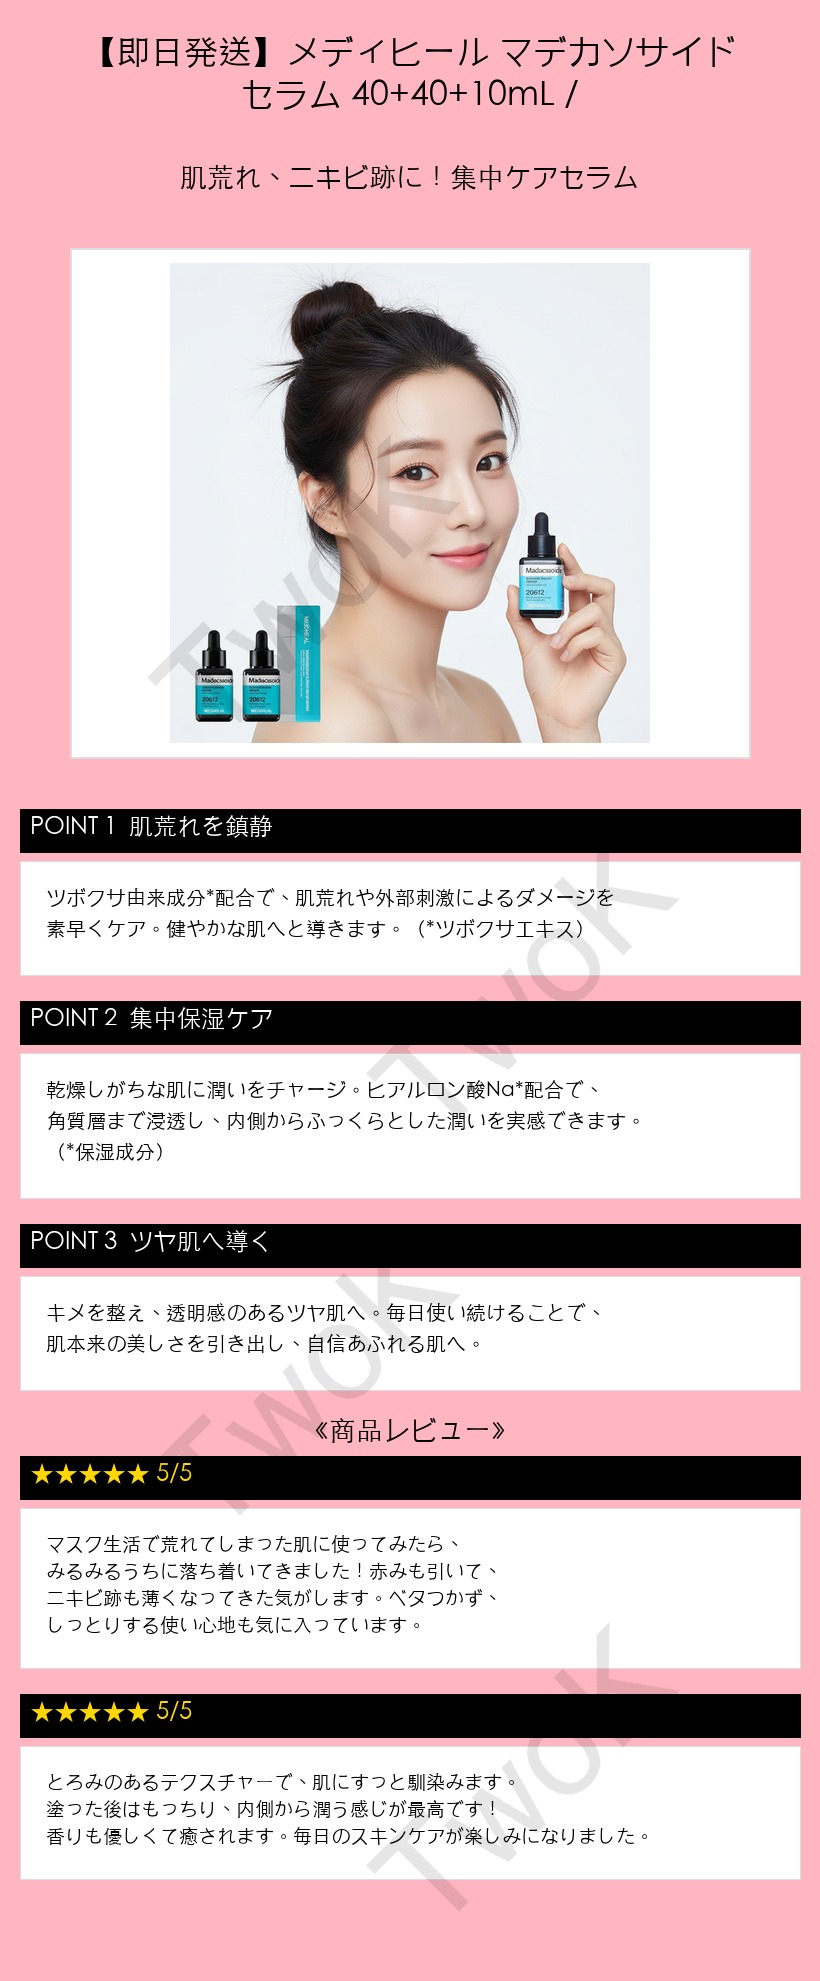 【即日発送】メディヒール マデカソサイド
セラム 40+40+10mL /
肌荒れ、ニキビ跡に！集中ケアセラム
Madecssoide
20612
MEDIHEAL
Madecssoide
20612
MEDIHEAL
MEDIHEAL
Madacssoide
20612
MEDIHEAL
TwoK
POINT 1 肌荒れを鎮静
ツボクサ由来成分*配合で、肌荒れや外部刺激によるダメージを
素早くケア。健やかな肌へと導きます。（*ツボクサエキス）
TwoK
POINT 2 集中保湿ケア
乾燥しがちな肌に潤いをチャージ。ヒアルロン酸Na*配合で、
角質層まで浸透し、内側からふっくらとした潤いを実感できます。
（*保湿成分）
POINT 3 ツヤ肌へ導く
キメを整え、透明感のあるツヤ肌へ。毎日使い続けることで、
肌本来の美しさを引き出し、自信あふれる肌へ。
TwoK
《商品レビュー》
★★★★★ 5/5
マスク生活で荒れてしまった肌に使ってみたら、
みるみるうちに落ち着いてきました！赤みも引いて、
ニキビ跡も薄くなってきた気がします。ベタつかず、
しっとりする使い心地も気に入っています。
★★★★★ 5/5
とろみのあるテクスチャーで、肌にすっと馴染みます。
塗った後はもっちり、内側から潤う感じが最高です！
香りも優しくて癒されます。毎日のスキンケアが楽しみになりました。
TwoK